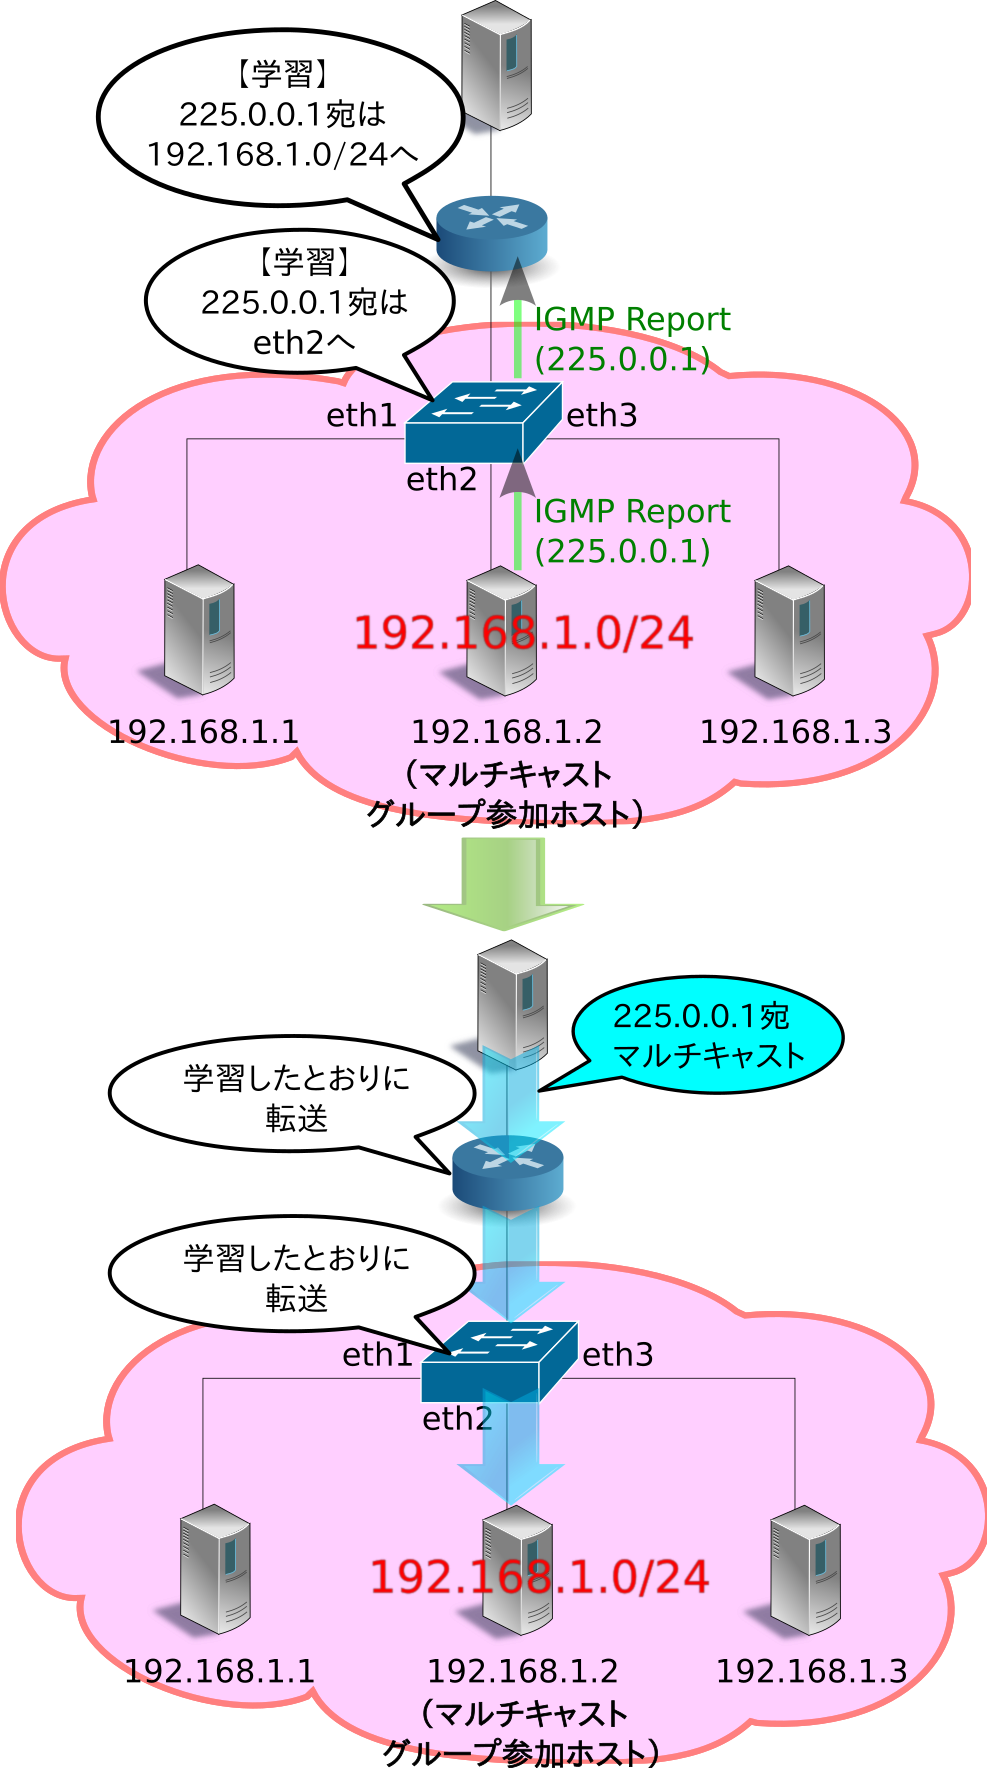 【学習】
225.0.0.1宛は
192.168.1.0/24へ
【学習】
225.0.0.1宛は
eth2へ
IGMP Report
(225.0.0.1)
eth1
eth3
eth2
IGMP Report
(225.0.0.1)
192.168.1.0/24
192.168.1.1
192.168.1.2
192.168.1.3
（マルチキャスト
グループ参加ホスト）
225.0.0.1宛
マルチキャスト
学習したとおりに
転送
学習したとおりに
転送
eth1
eth3
eth2
192.168.1.0/24
192.168.1.1
192.168.1.2
192.168.1.3
（マルチキャスト
グループ参加ホスト）